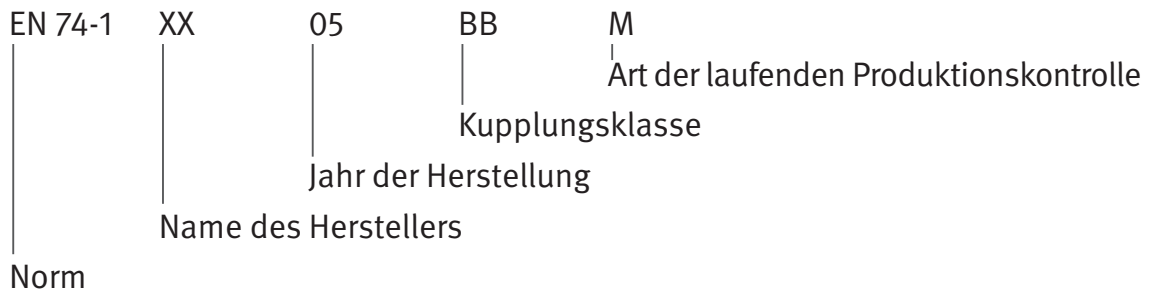 EN 74-1 XX 05 BB M
Art der laufenden Produktionskontrolle
Kupplungsklasse
Jahr der Herstellung
Name des Herstellers
Norm